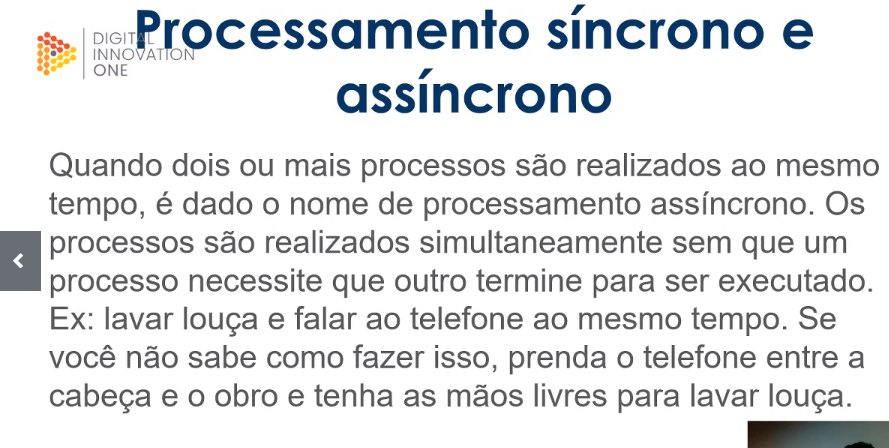 Processamento síncrono e
assíncrono
DIGITAL
INNOVATION
ONE
Quando dois ou mais processos são realizados ao mesmo
tempo, é dado o nome de processamento assíncrono. Os
processos são realizados simultaneamente sem que um
processo necessite que outro termine para ser executado.
Ex: lavar louça e falar ao telefone ao mesmo tempo. Se
você não sabe como fazer isso, prenda o telefone entre a
cabeça e o obro e tenha as mãos livres para lavar louça.